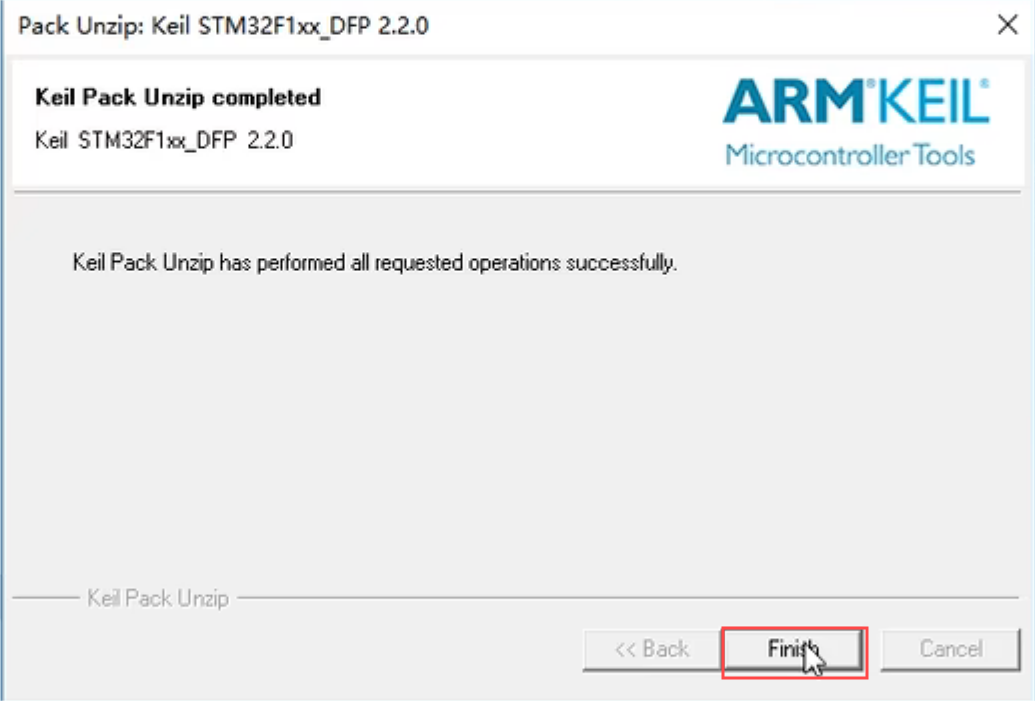 Pack Unzip: Keil STM32F1xx_DFP 2.2.0
Keil Pack Unzip completed
Keil STM32F1xx_DFP 2.2.0
ARM®KEIL®
Microcontroller Tools
Keil Pack Unzip has performed all requested operations successfully.
Keil Pack Unzip
<< Back
Finish
Cancel